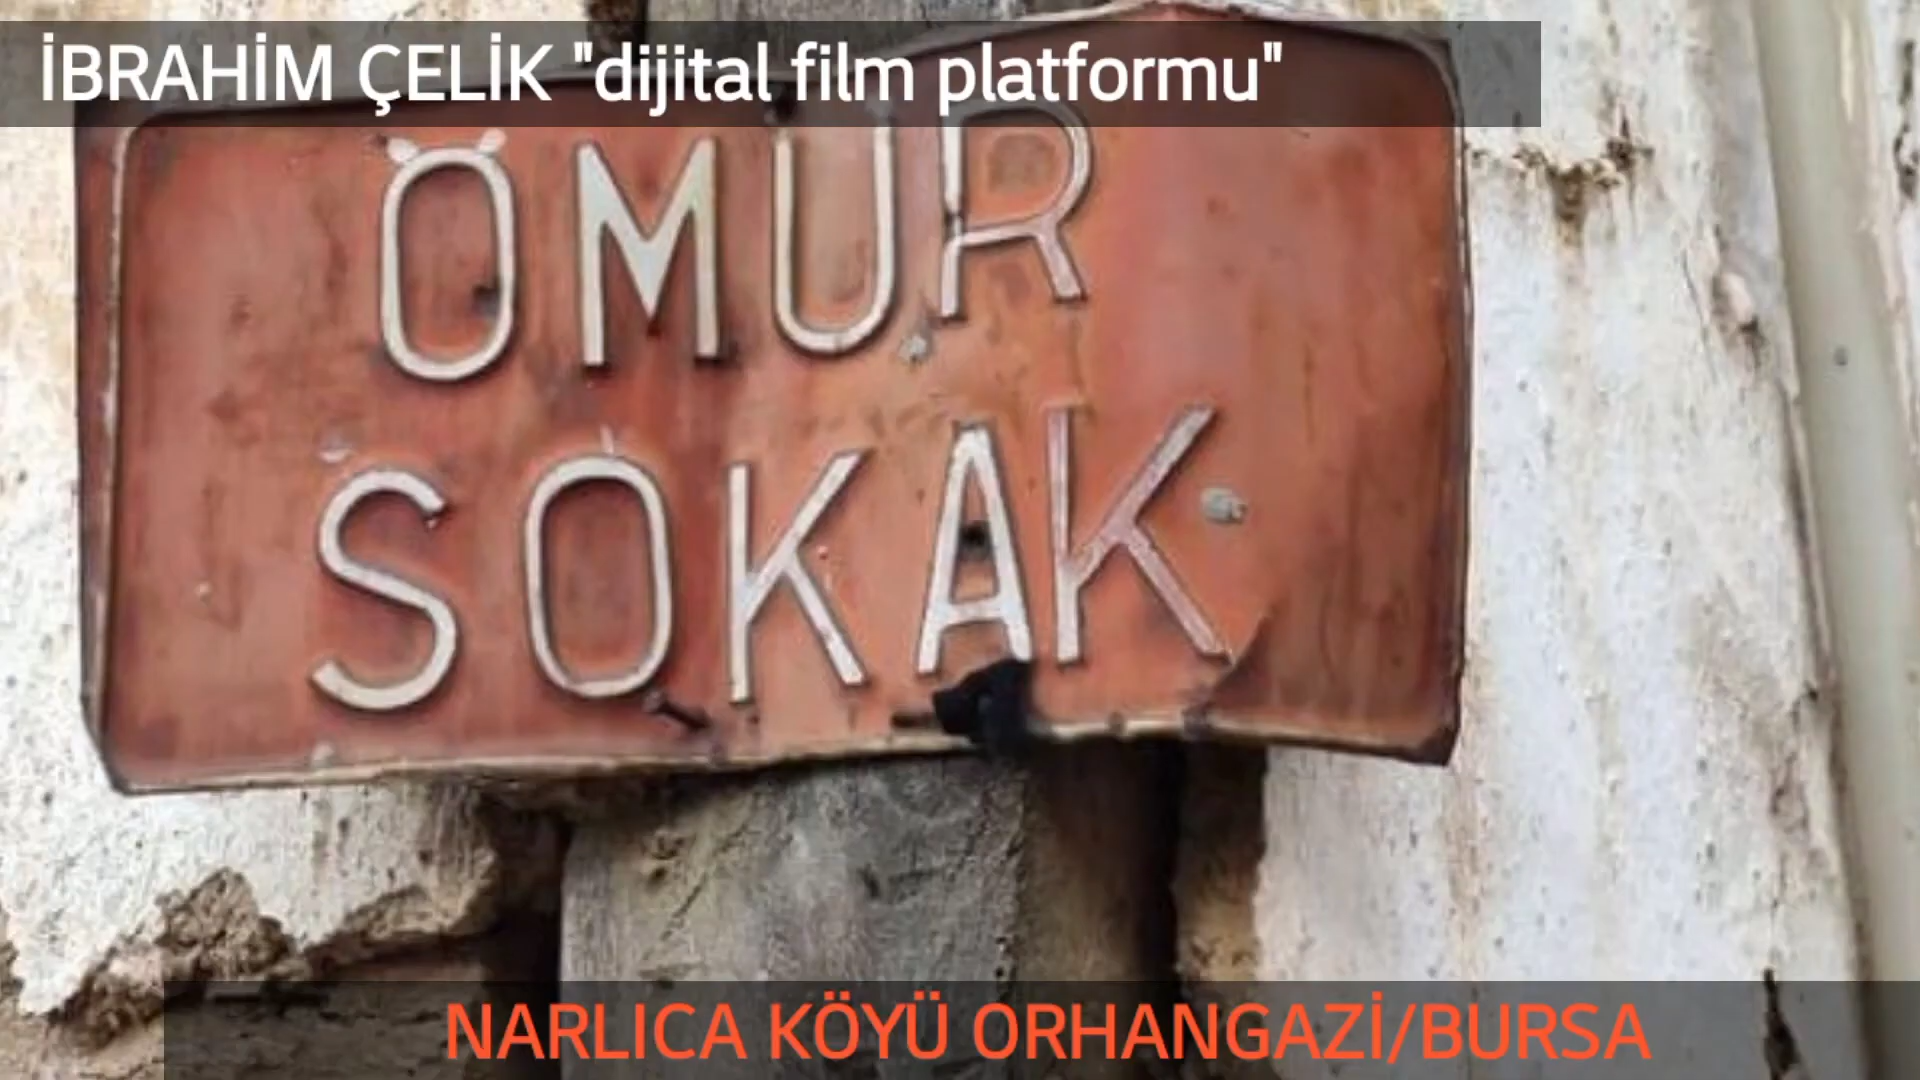 İBRAHİM ÇELİK "dijital film platformu"
ÖMÜR
SOKAK
NARLICA KÖYÜ ORHANGAZİ/BURSA